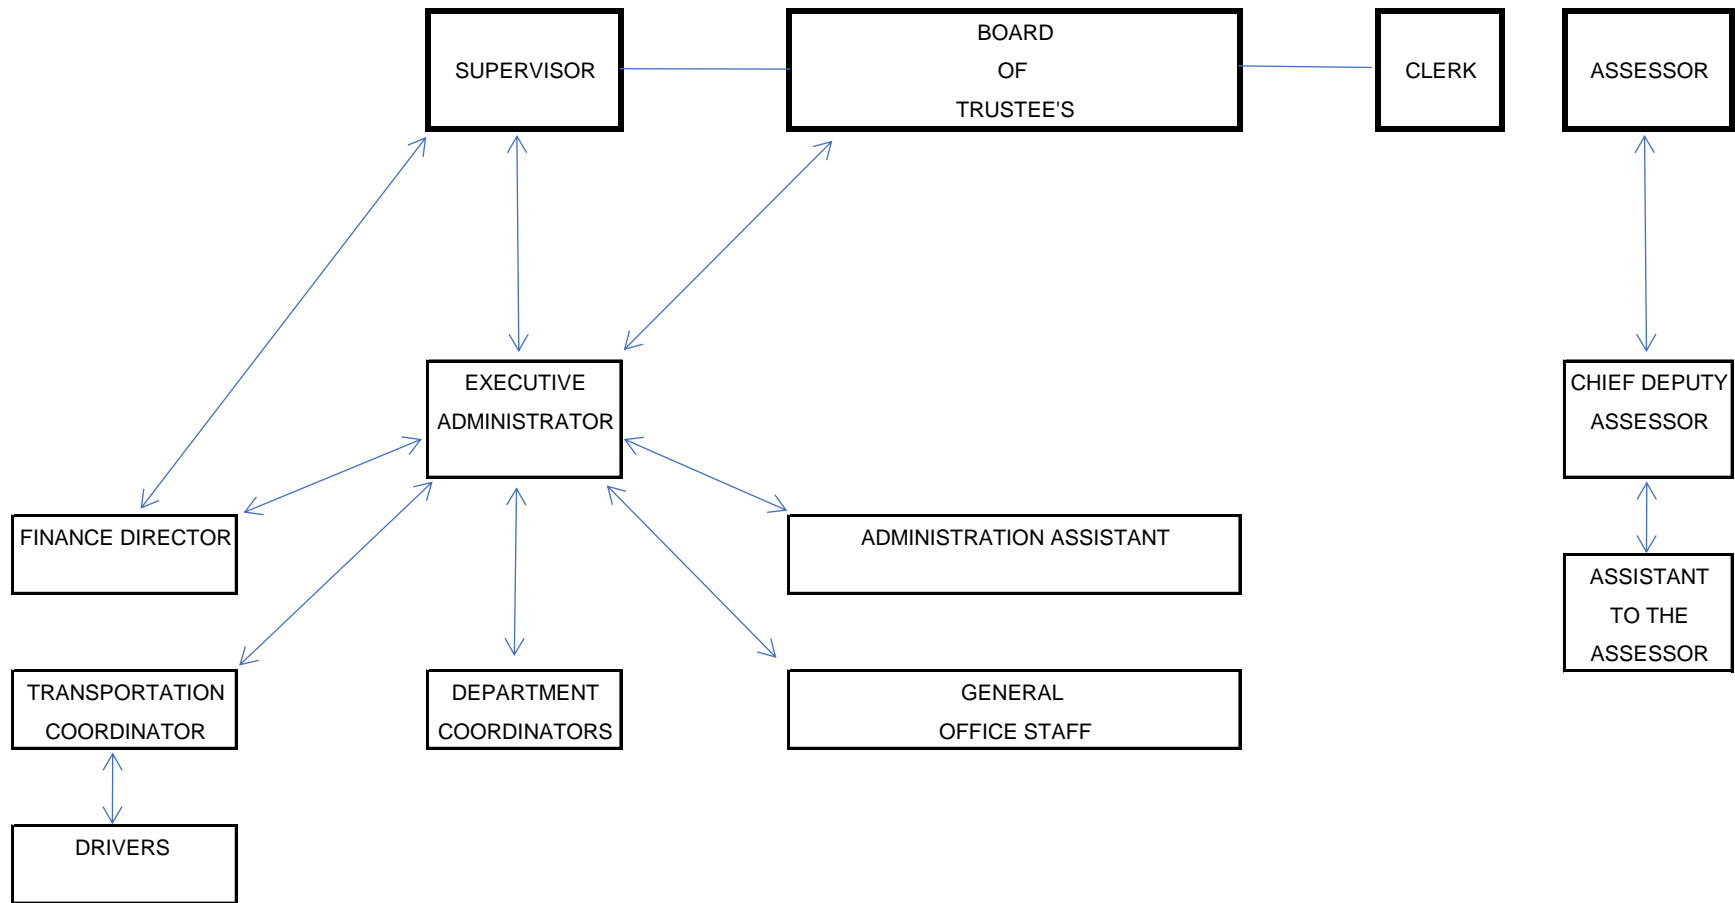 SUPERVISOR
BOARD
OF
TRUSTEE'S
CLERK
ASSESSOR
EXECUTIVE
ADMINISTRATOR
CHIEF DEPUTY
ASSESSOR
FINANCE DIRECTOR
ADMINISTRATION ASSISTANT
ASSISTANT
TO THE
ASSESSOR
TRANSPORTATION
COORDINATOR
DEPARTMENT
COORDINATORS
GENERAL
OFFICE STAFF
DRIVERS